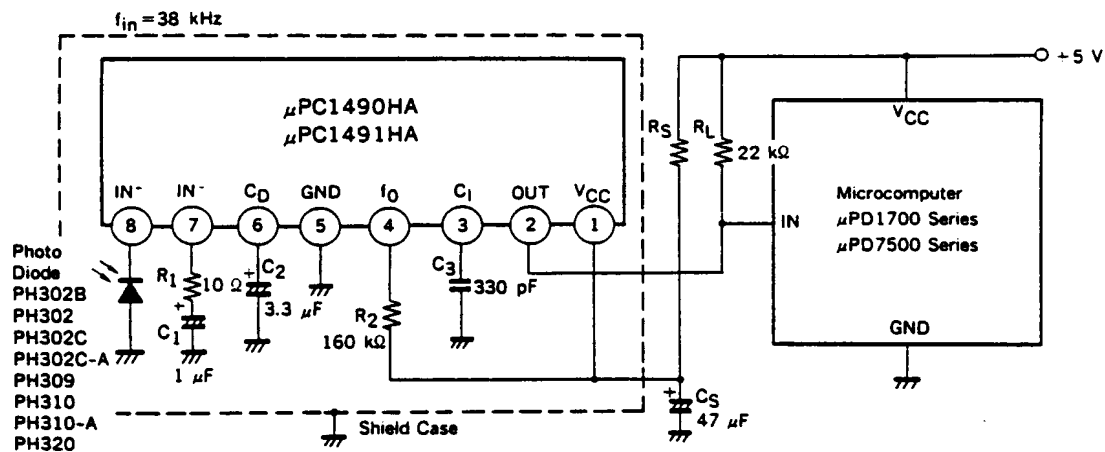 fin = 38 kHz
+5 V
μPC1490HA
μPC1491HA
RS
RL
22 kΩ
VCC
Microcomputer
μPD1700 Series
μPD7500 Series
IN
GND
IN-
IN-
CD
GND
f0
CI
OUT
VCC
8
7
6
5
4
3
2
1
Photo
Diode
PH302B
PH302
PH302C
PH302C-A
PH309
PH310
PH310-A
PH320
R1
10 Ω
+
C1
1 μF
+
C2
3.3 μF
R2
160 kΩ
C3
330 pF
+
CS
47 μF
Shield Case